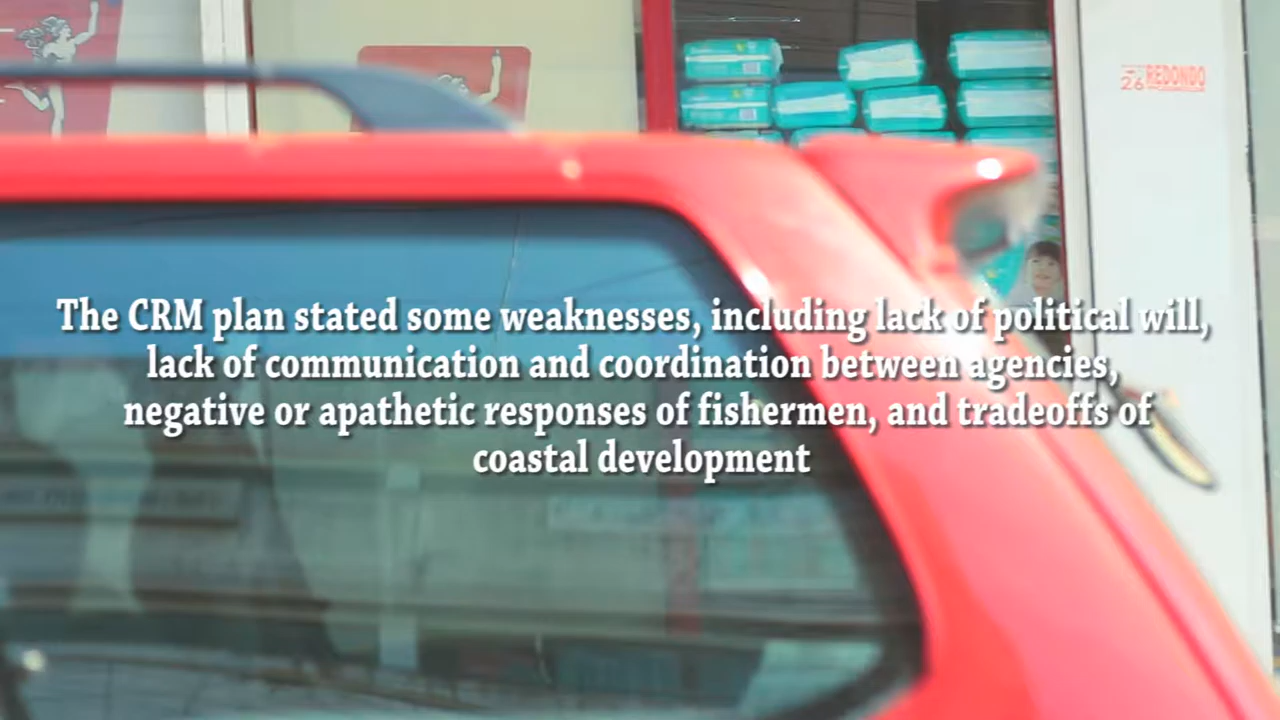 26 REDONDO
The CRM plan stated some weaknesses, including lack of political will,
lack of communication and coordination between agencies,
negative or apathetic responses of fishermen, and tradeoffs of
coastal development